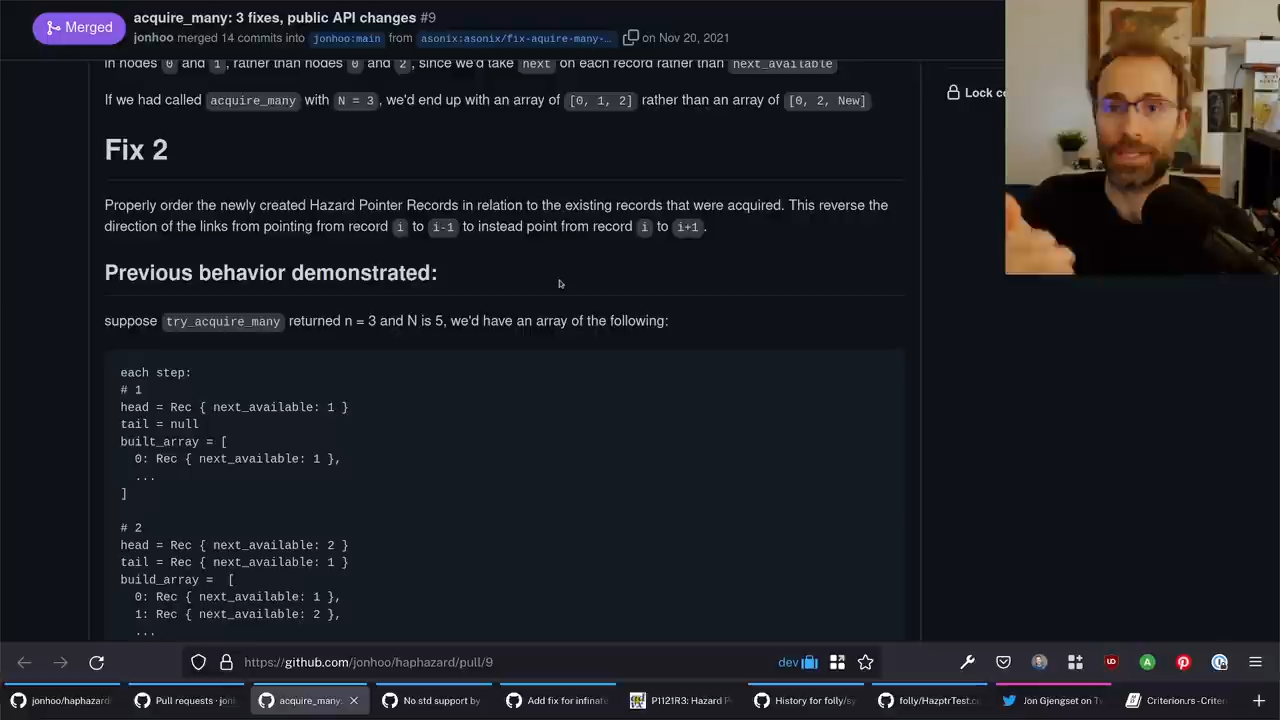 Merged
acquire_many: 3 fixes, public API changes #9
jonhoo merged 14 commits into jonhoo:main from asonix:asonix/fix-aquire-many-... on Nov 20, 2021
in nodes 0 and 1, rather than nodes 0 and 2, since we'd take next on each record rather than next_available
If we had called acquire_many with N = 3, we'd end up with an array of [0, 1, 2] rather than an array of [0, 2, New]
Lock
Fix 2
Properly order the newly created Hazard Pointer Records in relation to the existing records that were acquired. This reverse the
direction of the links from pointing from record i to i-1 to instead point from record i to i+1.
Previous behavior demonstrated:
suppose try_acquire_many returned n = 3 and N is 5, we'd have an array of the following:
each step:
# 1
head = Rec { next_available: 1 }
tail = null
built_array = [
0: Rec { next_available: 1 },
...
]
# 2
head = Rec { next_available: 2 }
tail = Rec { next_available: 1 }
build_array = [
0: Rec { next_available: 1 },
1: Rec { next_available: 2 },
...
https://github.com/jonhoo/haphazard/pull/9
dev
jonhoo/haphazard
Pull requests · jon
acquire_many:
No std support by
Add fix for infinat
P1121R3: Hazard P
History for folly/sy
folly/HazptrTest.c
Jon Gjengset on Tw
Criterion.rs - Criter